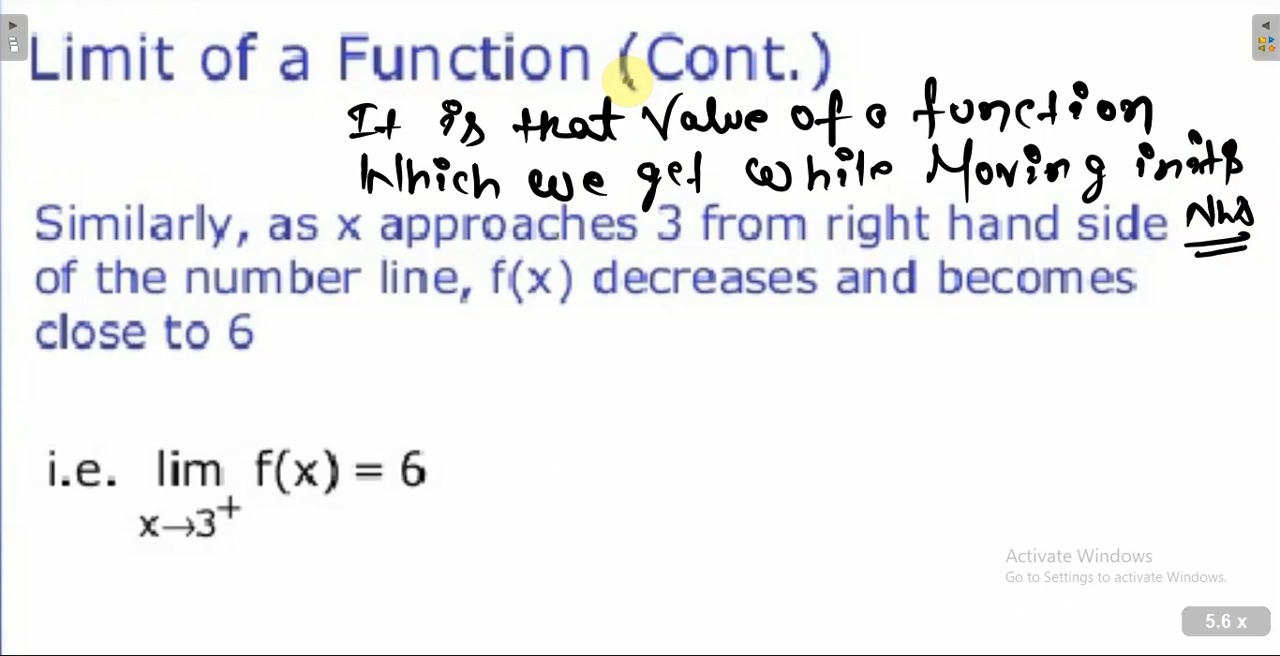 Limit of a Function (Cont.)
It is that Value of a function
Which we get while Moving in its
Nhd
Similarly, as x approaches 3 from right hand side
of the number line, f(x) decreases and becomes
close to 6
i.e. lim f(x) = 6
x→3⁺
Activate Windows
Go to Settings to activate Windows.
5.6 x